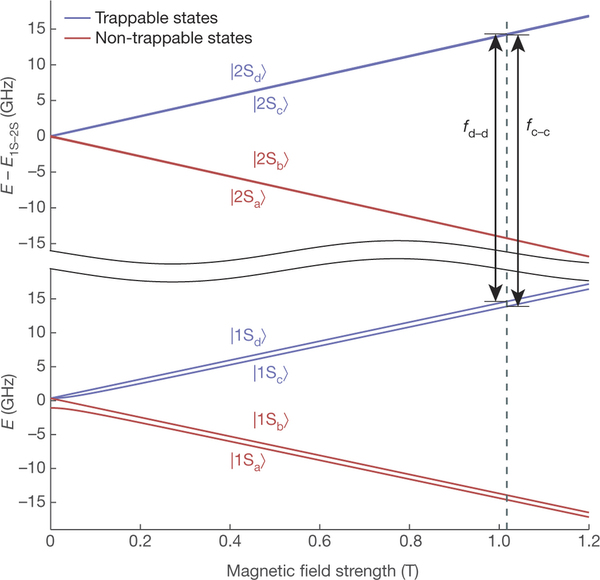 Trappable states
Non-trappable states
E – E1S–2S (GHz)
15
10
5
0
–5
–10
–15
|2Sd⟩
|2Sc⟩
|2Sb⟩
|2Sa⟩
fd–d
fc–c
E (GHz)
15
10
5
0
–5
–10
–15
|1Sd⟩
|1Sc⟩
|1Sb⟩
|1Sa⟩
0
0.2
0.4
0.6
0.8
1.0
1.2
Magnetic field strength (T)